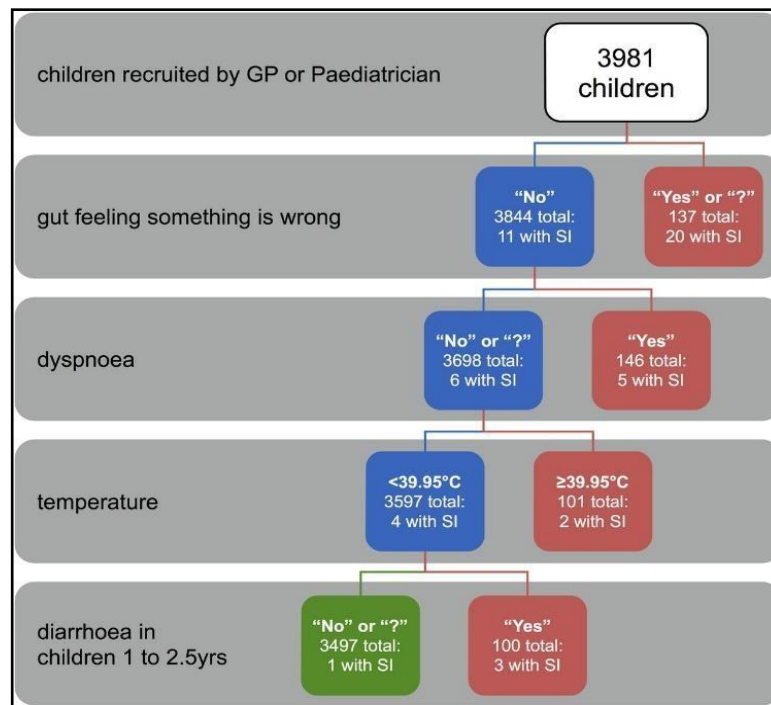 children recruited by GP or Paediatrician
3981
children
gut feeling something is wrong
“No”
3844 total:
11 with SI
“Yes” or “?”
137 total:
20 with SI
dyspnoea
“No” or “?”
3698 total:
6 with SI
“Yes”
146 total:
5 with SI
temperature
<39.95°C
3597 total:
4 with SI
≥39.95°C
101 total:
2 with SI
diarrhoea in
children 1 to 2.5yrs
“No” or “?”
3497 total:
1 with SI
“Yes”
100 total:
3 with SI